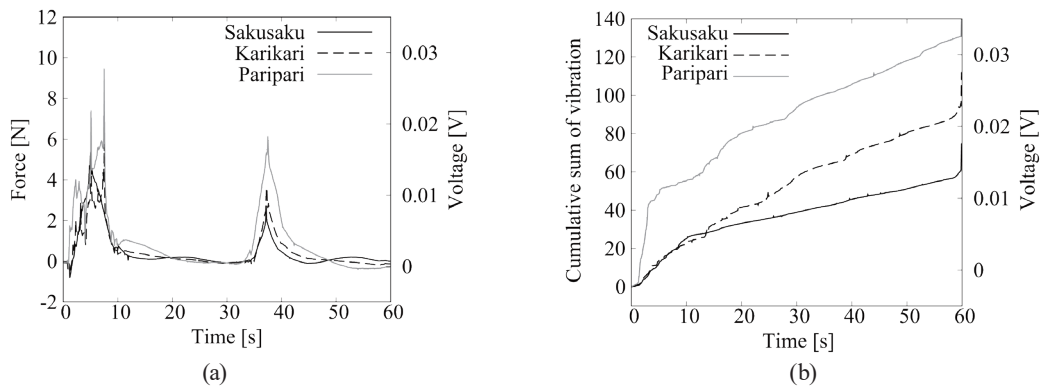 12
10
8
6
4
2
0
-2
Force [N]
Sakusaku
Karikari
Paripari
0.03
0.02
0.01
0
Voltage [V]
0 10 20 30 40 50 60
Time [s]
(a)
140
120
100
80
60
40
20
0
Cumulative sum of vibration
Sakusaku
Karikari
Paripari
0.03
0.02
0.01
0
Voltage [V]
0 10 20 30 40 50 60
Time [s]
(b)